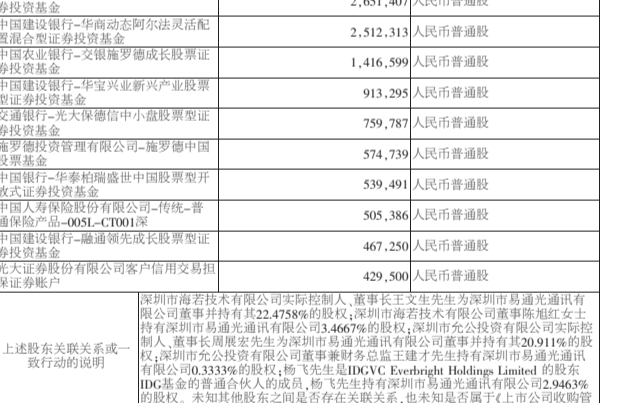 券投资基金 2,651,407 人民币普通股
中国建设银行-华商动态阿尔法灵活配
置混合型证券投资基金 2,512,313 人民币普通股
中国农业银行-交银施罗德成长股票证
券投资基金 1,416,599 人民币普通股
中国建设银行-华宝兴业新兴产业股票
型证券投资基金 913,295 人民币普通股
交通银行-光大保德信中小盘股票型证
券投资基金 759,787 人民币普通股
施罗德投资管理有限公司-施罗德中国
股票基金 574,739 人民币普通股
中国银行-华泰柏瑞盛世中国股票型开
放式证券投资基金 539,491 人民币普通股
中国人寿保险股份有限公司-传统-普
通保险产品-005L-CT001深 505,386 人民币普通股
中国建设银行-融通领先成长股票型证
券投资基金 467,250 人民币普通股
光大证券股份有限公司客户信用交易担
保证券账户 429,500 人民币普通股
上述股东关联关系或一
致行动的说明
深圳市海若技术有限公司实际控制人、董事长王文生先生为深圳市易通光通讯有
限公司董事并持有其22.4758%的股权；深圳市海若技术有限公司董事陈旭红女士
持有深圳市易通光通讯有限公司3.4667%的股权；深圳市允公投资有限公司实际控
制人、董事长周展宏先生为深圳市易通光通讯有限公司董事并持有其20.911%的股
权；深圳市允公投资有限公司董事兼财务总监王建才先生持有深圳市易通光通讯
有限公司0.3333%的股权；杨飞先生是IDGVC Everbright Holdings Limited 的股东
IDG基金的普通合伙人的成员，杨飞先生持有深圳市易通光通讯有限公司2.9463%
的股权。未知其他股东之间是否存在关联关系，也未知是否属于《上市公司收购管